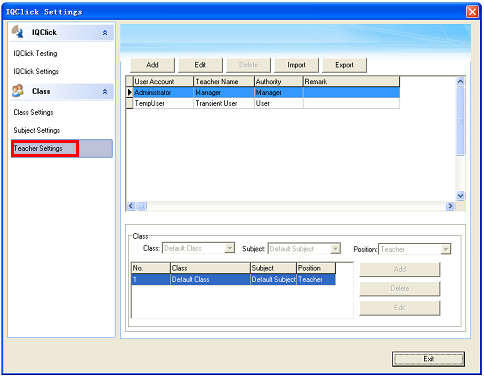 IQClick Settings
IQClick
IQClick Testing
IQClick Settings
Class
Class Settings
Subject Settings
Teacher Settings
Add Edit Delete Import Export
User Account Teacher Name Authority Remark
Administrator Manager Manager
TempUser Transient User User
Class
Class: Default Class Subject: Default Subject Position: Teacher
No. Class Subject Position
1 Default Class Default Subject Teacher
Add
Delete
Edit
Exit